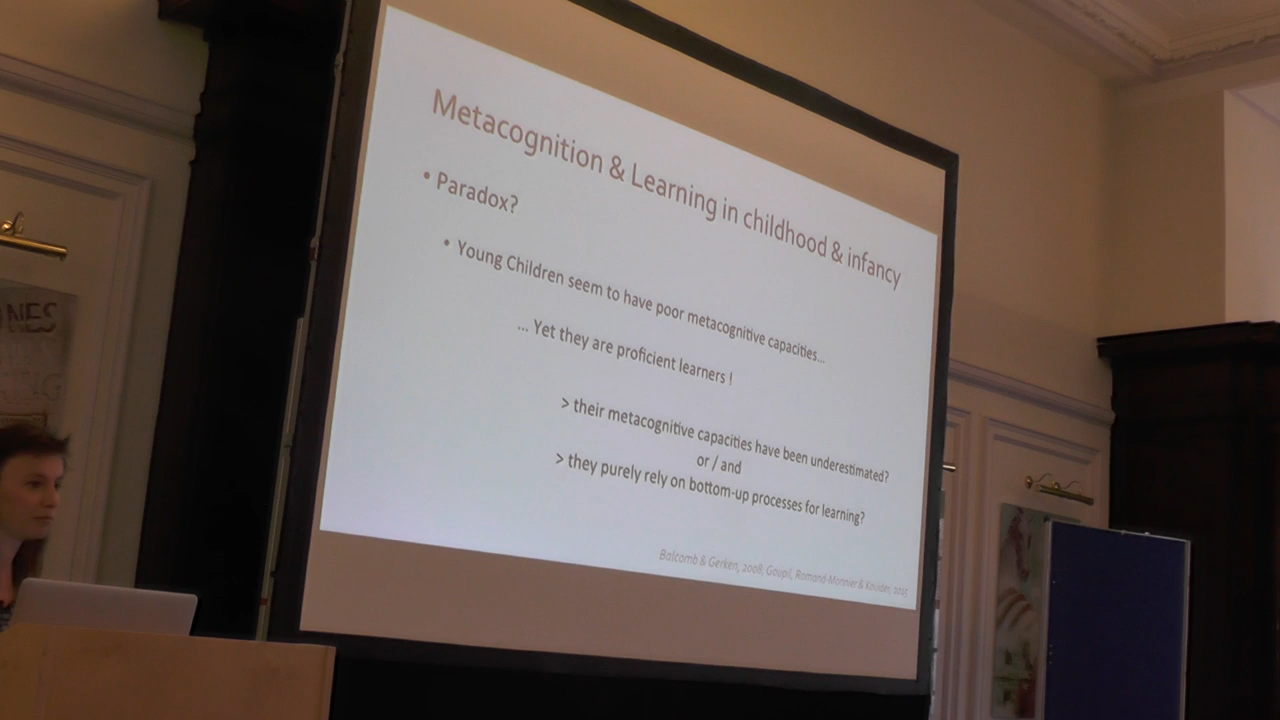 Metacognition & Learning in childhood & infancy
• Paradox?
• Young Children seem to have poor metacognitive capacities...
... Yet they are proficient learners !
> their metacognitive capacities have been underestimated?
or / and
> they purely rely on bottom-up processes for learning?
Balcomb & Gerken, 2008, Goupil, Romand-Monnier & Kouider, 2015
NES